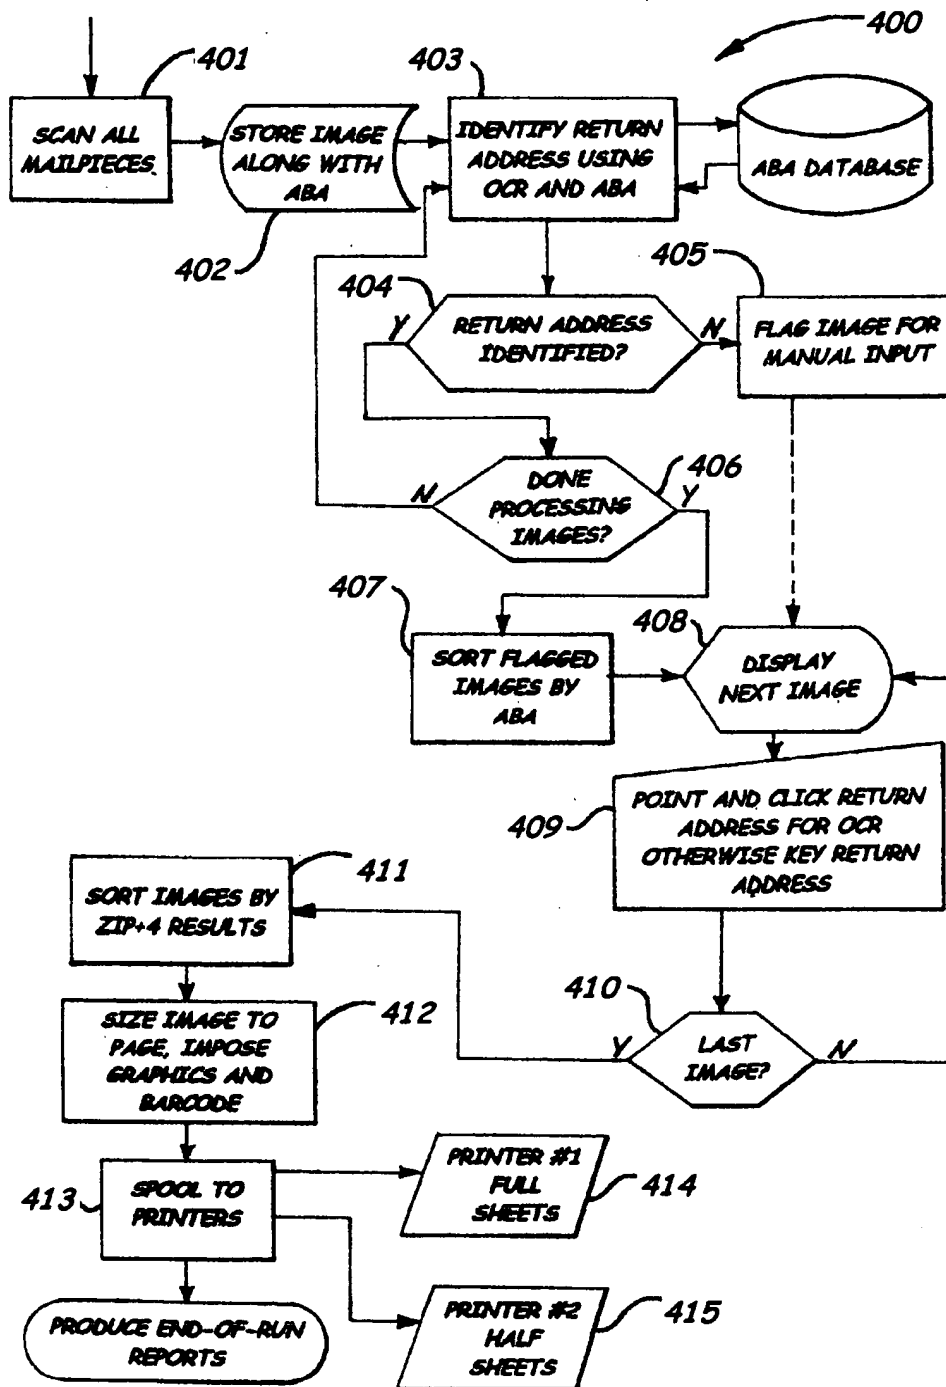 400
401
SCAN ALL
MAILPIECES.
STORE IMAGE
ALONG WITH
ABA
402
403
IDENTIFY RETURN
ADDRESS USING
OCR AND ABA
ABA DATABASE
404
Y
RETURN ADDRESS
IDENTIFIED?
N
405
FLAG IMAGE FOR
MANUAL INPUT
N
DONE
PROCESSING
IMAGES?
Y
406
407
SORT FLAGGED
IMAGES BY
ABA
408
DISPLAY
NEXT IMAGE
409
POINT AND CLICK RETURN
ADDRESS FOR OCR
OTHERWISE KEY RETURN
ADDRESS
410
Y
LAST
IMAGE?
N
411
SORT IMAGES BY
ZIP+4 RESULTS
412
SIZE IMAGE TO
PAGE, IMPOSE
GRAPHICS AND
BARCODE
413
SPOOL TO
PRINTERS
PRINTER #1
FULL
SHEETS
414
PRINTER #2
HALF
SHEETS
415
PRODUCE END-OF-RUN
REPORTS